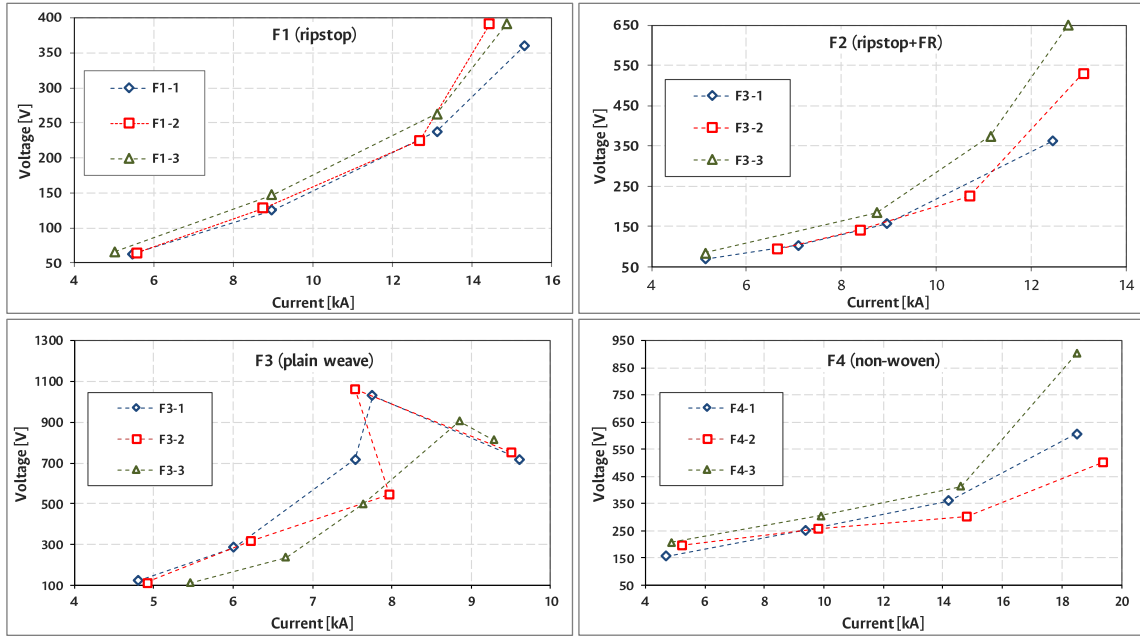 F1 (ripstop)
Voltage [V]
400
350
300
250
200
150
100
50
F1-1
F1-2
F1-3
4 6 8 10 12 14 16
Current [kA]
F2 (ripstop+FR)
Voltage [V]
650
550
450
350
250
150
50
F3-1
F3-2
F3-3
4 6 8 10 12 14
Current [kA]
F3 (plain weave)
Voltage [V]
1300
1100
900
700
500
300
100
F3-1
F3-2
F3-3
4 5 6 7 8 9 10
Current [kA]
F4 (non-woven)
Voltage [V]
950
850
750
650
550
450
350
250
150
50
F4-1
F4-2
F4-3
4 6 8 10 12 14 16 18 20
Current [kA]